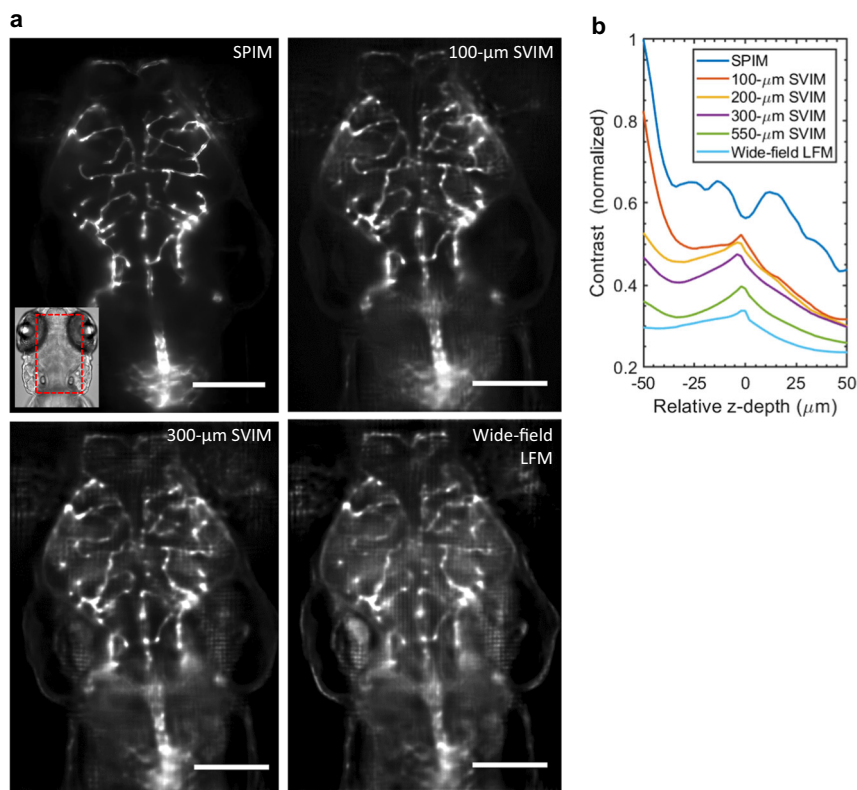 a
SPIM
100-μm SVIM
300-μm SVIM
Wide-field
LFM
b
1
0.8
0.6
0.4
0.2
Contrast (normalized)
SPIM
100-μm SVIM
200-μm SVIM
300-μm SVIM
550-μm SVIM
Wide-field LFM
-50
-25
0
25
50
Relative z-depth (μm)